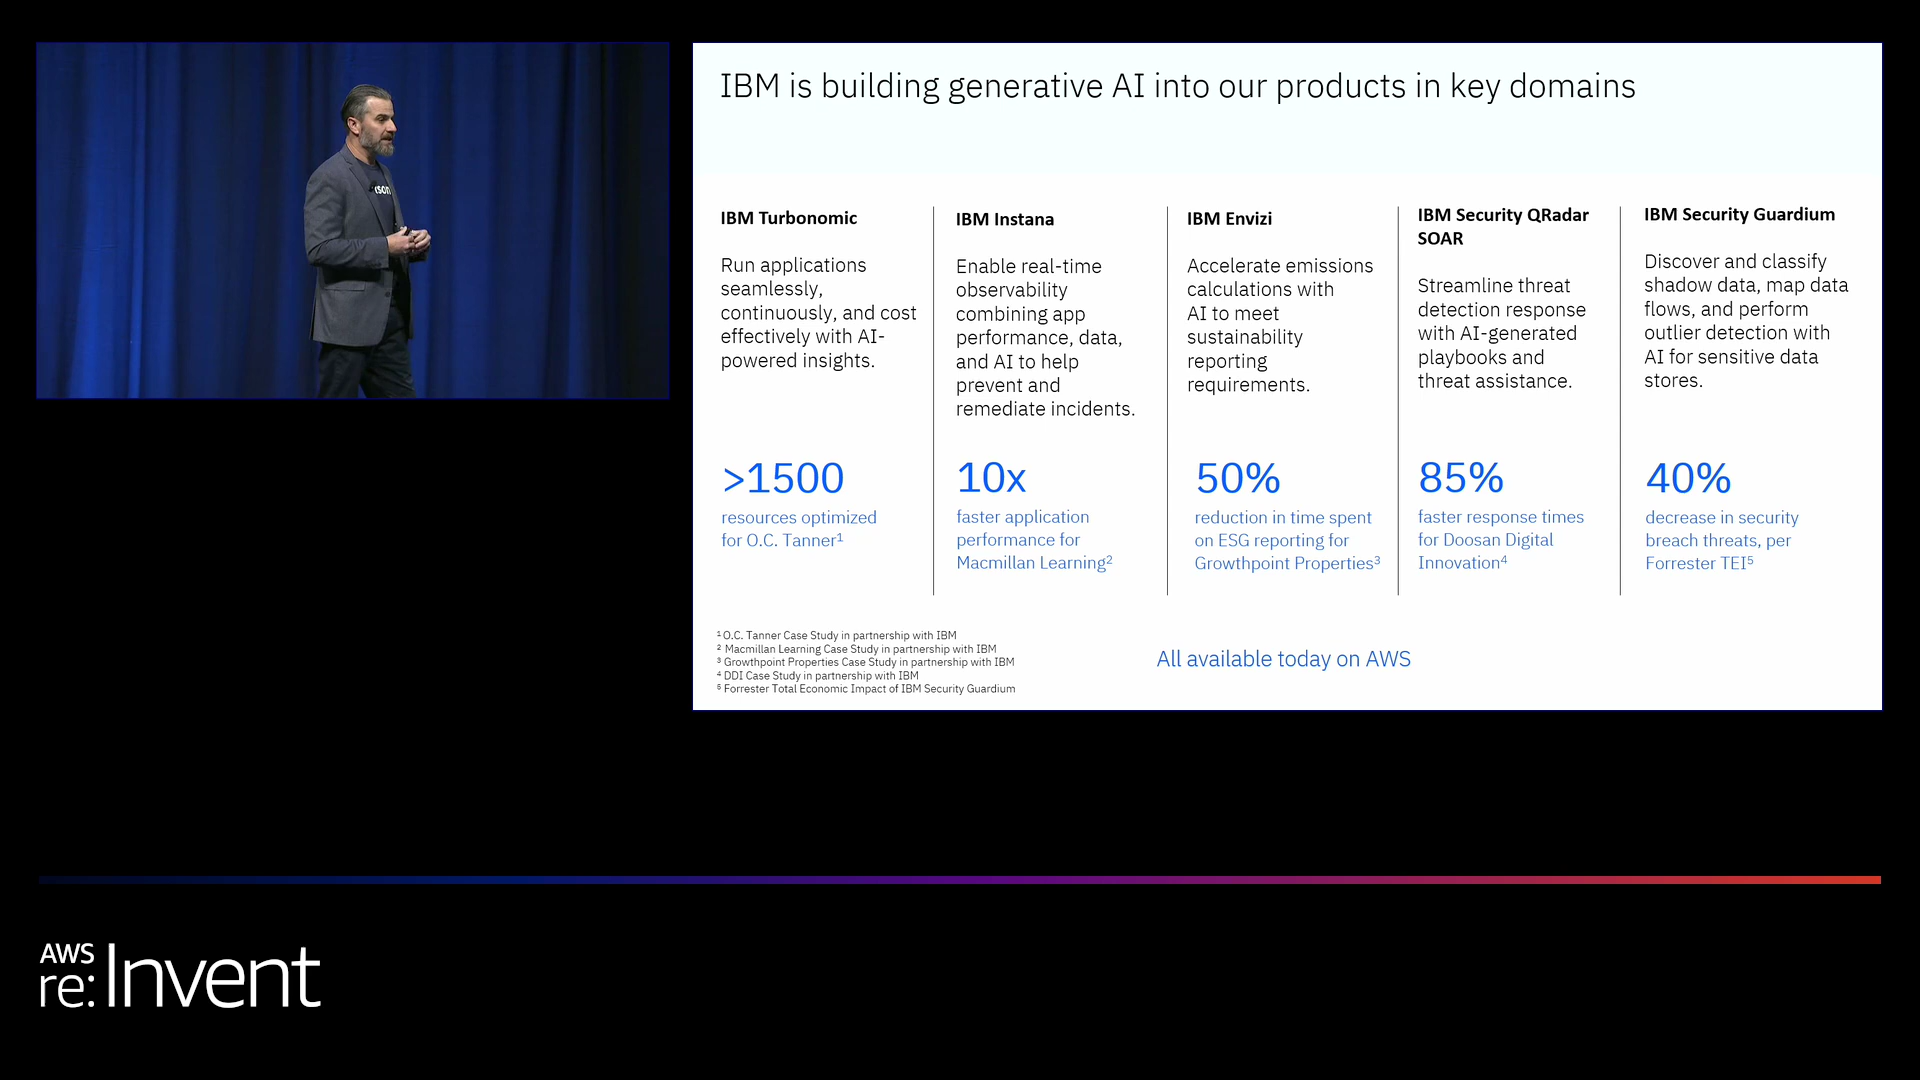 IBM is building generative AI into our products in key domains
IBM Turbonomic
Run applications
seamlessly,
continuously, and cost
effectively with AI-
powered insights.
>1500
resources optimized
for O.C. Tanner¹
IBM Instana
Enable real-time
observability
combining app
performance, data,
and AI to help
prevent and
remediate incidents.
10x
faster application
performance for
Macmillan Learning²
IBM Envizi
Accelerate emissions
calculations with
AI to meet
sustainability
reporting
requirements.
50%
reduction in time spent
on ESG reporting for
Growthpoint Properties³
IBM Security QRadar
SOAR
Streamline threat
detection response
with AI-generated
playbooks and
threat assistance.
85%
faster response times
for Doosan Digital
Innovation⁴
IBM Security Guardium
Discover and classify
shadow data, map data
flows, and perform
outlier detection with
AI for sensitive data
stores.
40%
decrease in security
breach threats, per
Forrester TEI⁵
¹ O.C. Tanner Case Study in partnership with IBM
² Macmillan Learning Case Study in partnership with IBM
³ Growthpoint Properties Case Study in partnership with IBM
⁴ DDI Case Study in partnership with IBM
⁵ Forrester Total Economic Impact of IBM Security Guardium
All available today on AWS
AWS
re:Invent